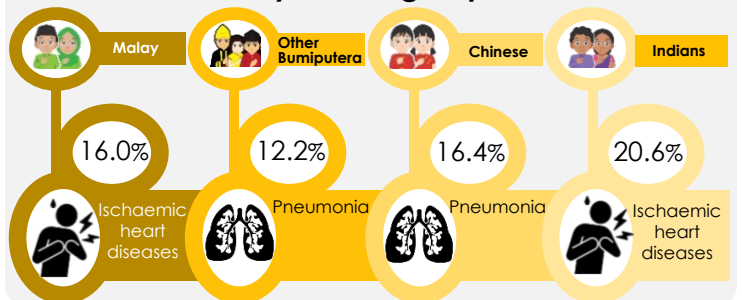 Malay
Other
Bumiputera
Chinese
Indians
16.0%
12.2%
16.4%
20.6%
Ischaemic
heart
diseases
Pneumonia
Pneumonia
Ischaemic
heart
diseases